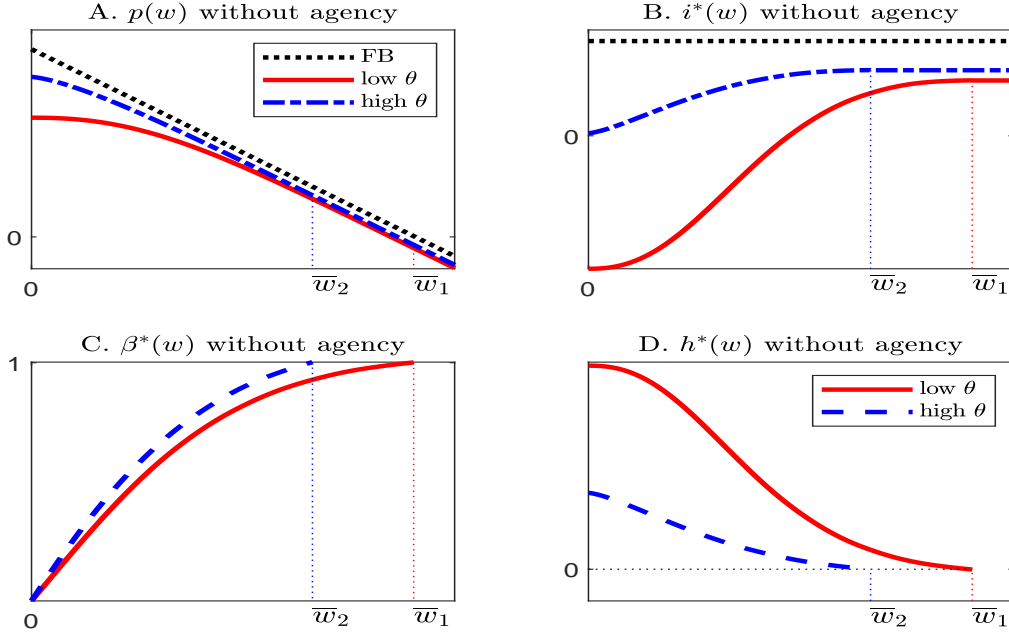 A. p(w) without agency
FB
low θ
high θ
0
0
w̅₂
w̅₁
B. i*(w) without agency
0
0
w̅₂
w̅₁
C. β*(w) without agency
1
0
w̅₂
w̅₁
D. h*(w) without agency
low θ
high θ
0
w̅₂
w̅₁